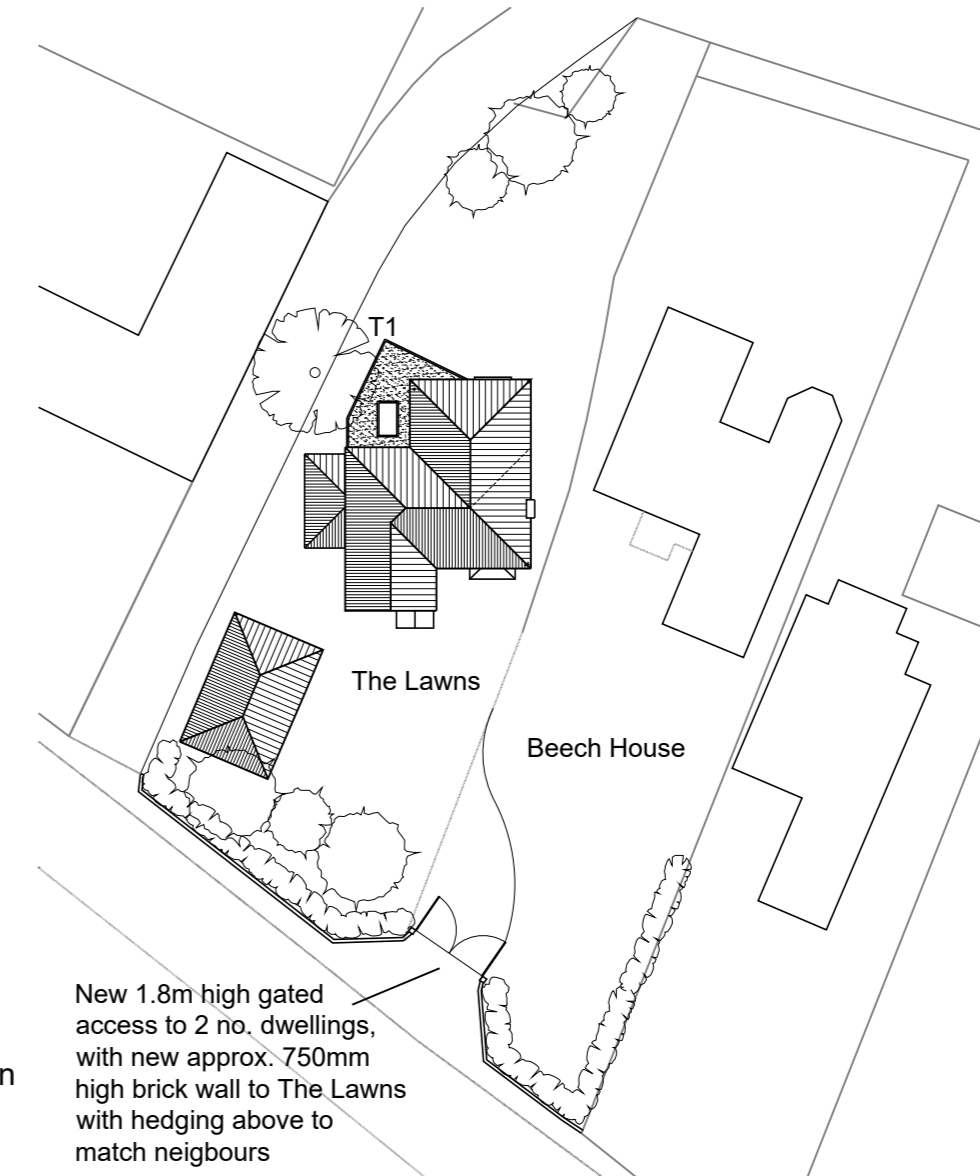 T1
The Lawns
Beech House
New 1.8m high gated
access to 2 no. dwellings,
with new approx. 750mm
high brick wall to The Lawns
with hedging above to
match neigbours
n